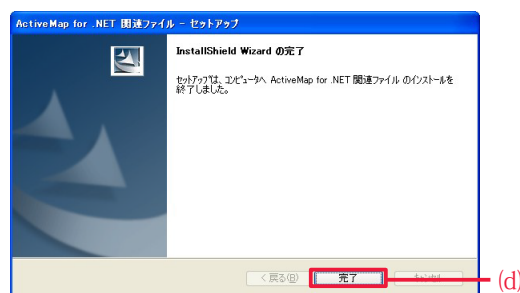 ActiveMap for .NET 関連ファイル - セットアップ
InstallShield Wizard の完了
セットアップは、コンピュータへ ActiveMap for .NET 関連ファイル のインストールを
終了しました。
< 戻る(B) 完了 キャンセル (d)